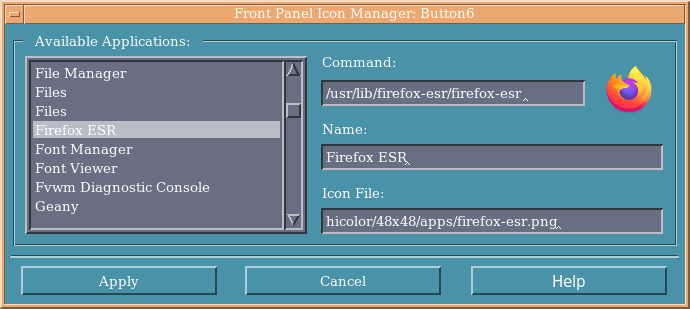 Front Panel Icon Manager: Button6
Available Applications:
File Manager
Files
Files
Firefox ESR
Font Manager
Font Viewer
Fvwm Diagnostic Console
Geany
Command:
/usr/lib/firefox-esr/firefox-esr
Name:
Firefox ESR
Icon File:
hicolor/48x48/apps/firefox-esr.png
Apply
Cancel
Help